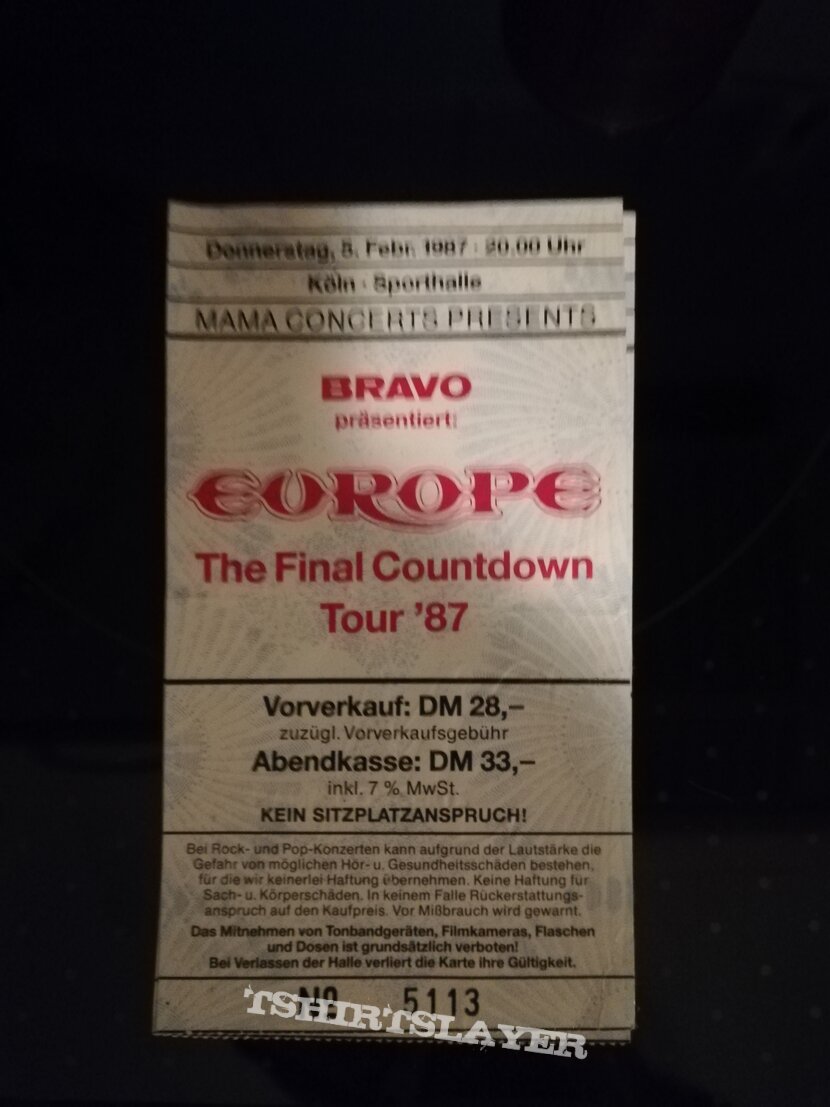 Donnerstag, 5. Febr. 1987 · 20.00 Uhr
Köln · Sporthalle
MAMA CONCERTS PRESENTS
BRAVO
präsentiert:
EUROPE
The Final Countdown
Tour '87
Vorverkauf: DM 28,–
zuzügl. Vorverkaufsgebühr
Abendkasse: DM 33,–
inkl. 7 % MwSt.
KEIN SITZPLATZANSPRUCH!
Bei Rock- und Pop-Konzerten kann aufgrund der Lautstärke die
Gefahr von möglichen Hör- u. Gesundheitsschäden bestehen,
für die wir keinerlei Haftung übernehmen. Keine Haftung für
Sach- u. Körperschäden. In keinem Falle Rückerstattungs-
anspruch auf den Kaufpreis. Vor Mißbrauch wird gewarnt.
Das Mitnehmen von Tonbandgeräten, Filmkameras, Flaschen
und Dosen ist grundsätzlich verboten!
Bei Verlassen der Halle verliert die Karte ihre Gültigkeit.
No 5113
TSHIRTSLAYER